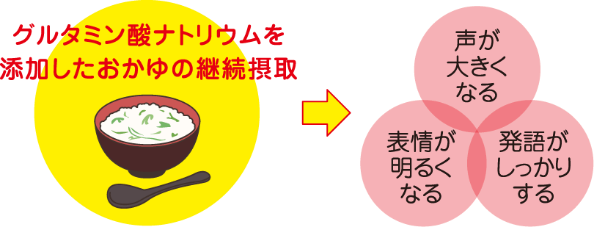 グルタミン酸ナトリウムを
添加したおかゆの継続摂取
声が
大きく
なる
表情が
明るく
なる
発語が
しっかり
する